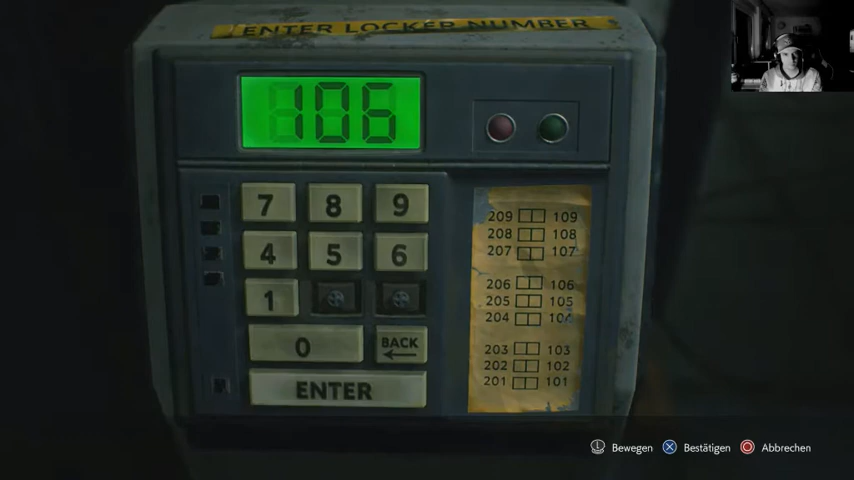 ENTER LOCKER NUMBER
106
7 8 9
4 5 6
1
0 BACK
ENTER
209 109
208 108
207 107
206 106
205 105
204 104
203 103
202 102
201 101
Bewegen Bestätigen Abbrechen